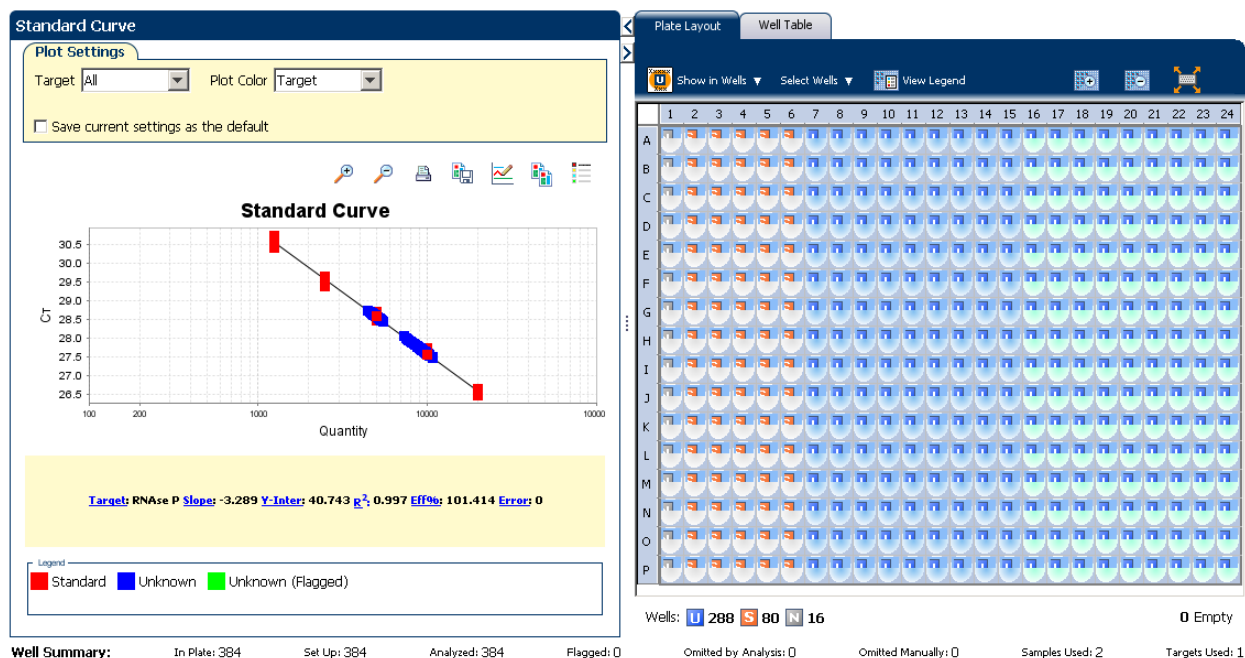 Standard Curve
Plot Settings
Target All Plot Color Target
Save current settings as the default
Standard Curve
30.5
30.0
29.5
29.0
28.5
28.0
27.5
27.0
26.5
CT
100 200 1000 10000 10000
Quantity
Target: RNAse P Slope: -3.289 Y-Inter: 40.743 R²: 0.997 Eff%: 101.414 Error: 0
Legend
Standard Unknown Unknown (Flagged)
Plate Layout Well Table
U Show in Wells ▼ Select Wells ▼ View Legend
1 2 3 4 5 6 7 8 9 10 11 12 13 14 15 16 17 18 19 20 21 22 23 24
A
B
C
D
E
F
G
H
I
J
K
L
M
N
O
P
Wells: U 288 S 80 N 16 0 Empty
Well Summary: In Plate: 384 Set Up: 384 Analyzed: 384 Flagged: 0 Omitted by Analysis: 0 Omitted Manually: 0 Samples Used: 2 Targets Used: 1